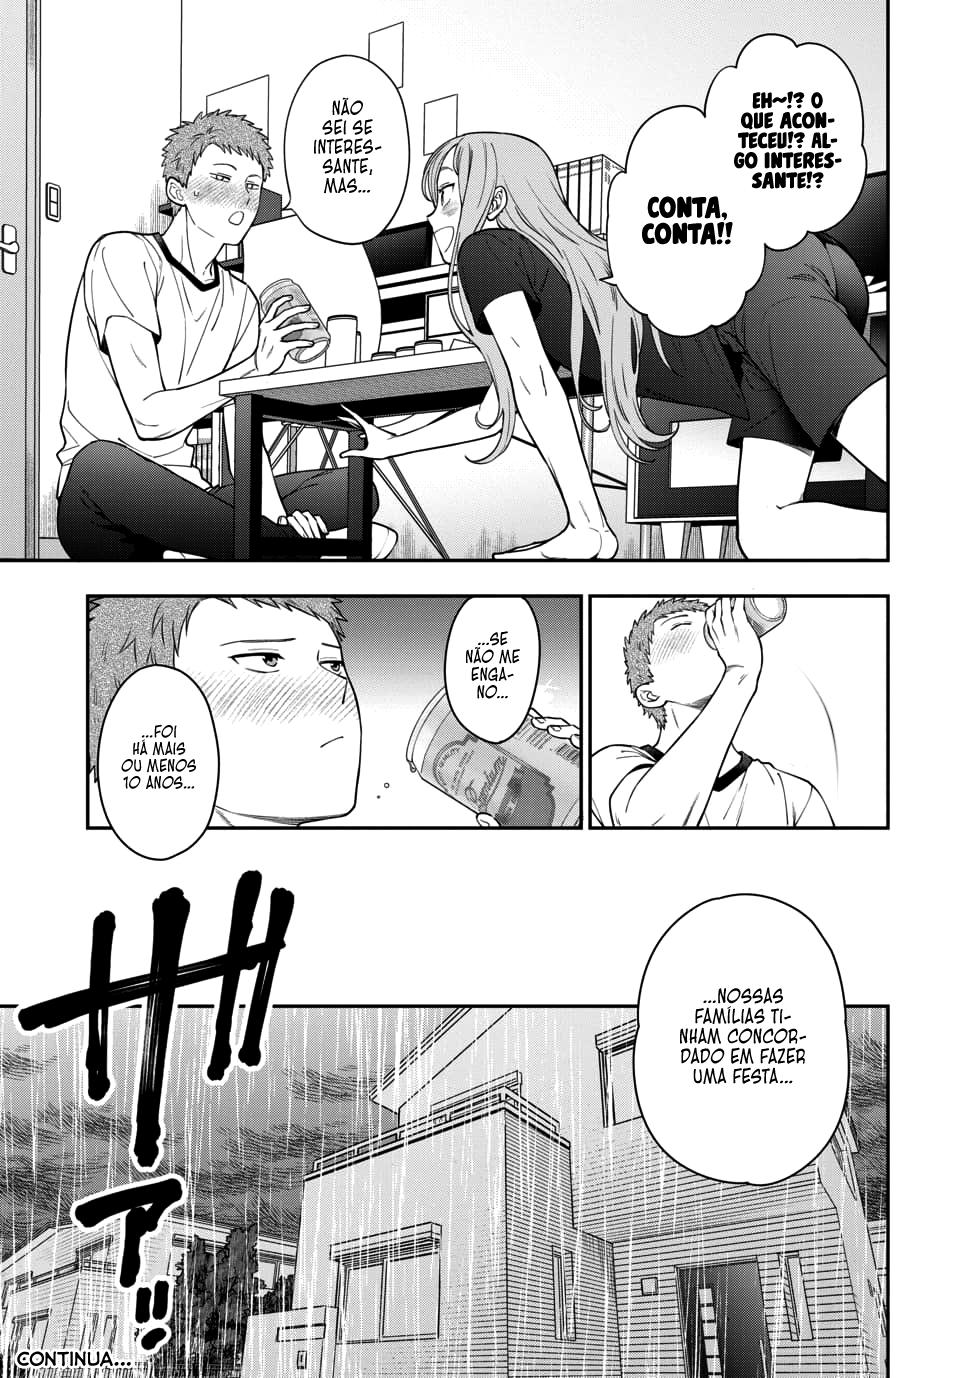 EH~!? O
QUE ACON-
TECEU!? AL-
GO INTERES-
SANTE!?
CONTA,
CONTA!!
NÃO
SEI SE
INTERES-
SANTE,
MAS...
...SE
NÃO ME
ENGA-
NO...
...FOI
HÁ MAIS
OU MENOS
10 ANOS...
...NOSSAS
FAMÍLIAS TI-
NHAM CONCOR-
DADO EM FAZER
UMA FESTA...
ザアア
CONTINUA...